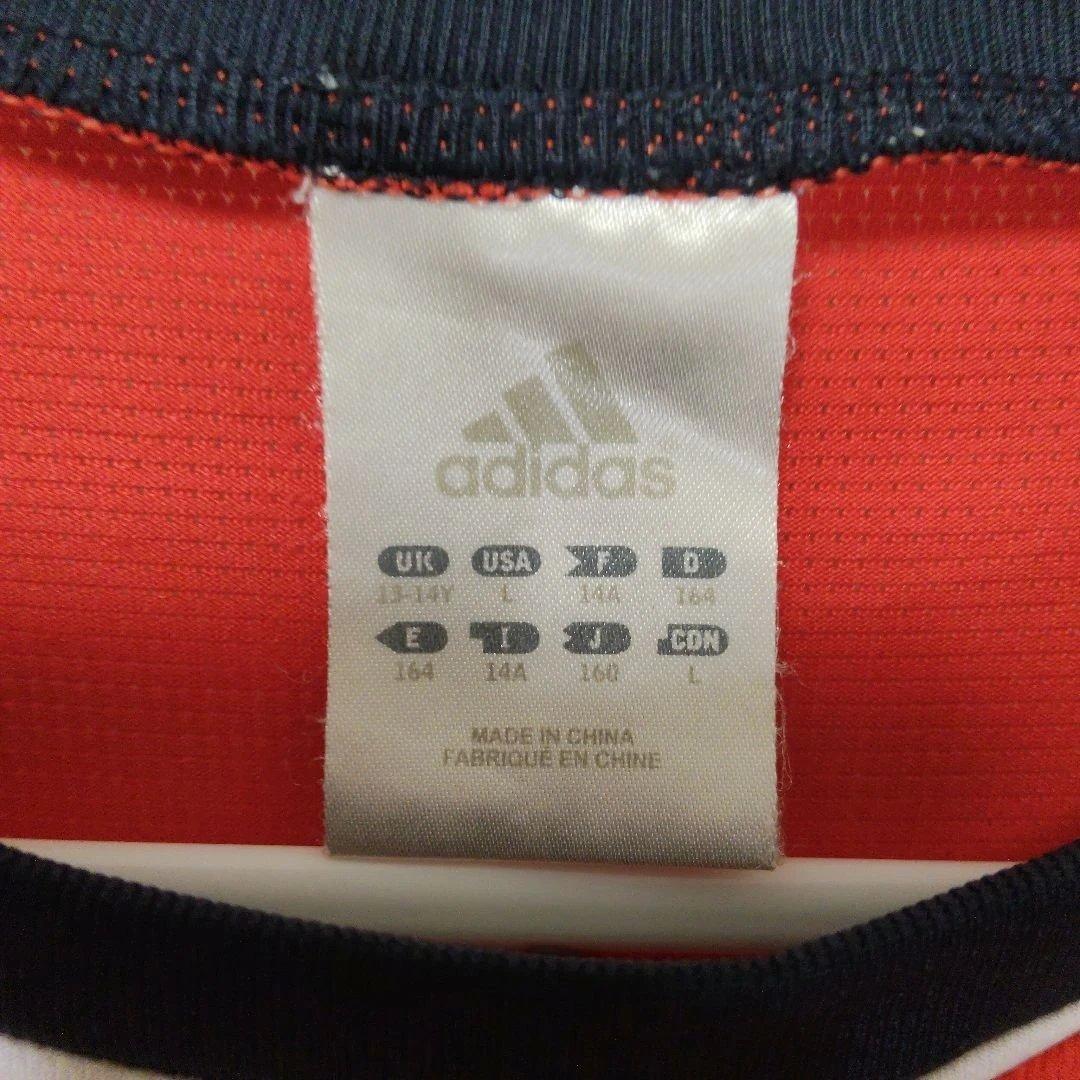 adidas
UK USA F D
13-14Y L 14A 164
E I J CDN
164 14A 160 L
MADE IN CHINA
FABRIQUÉ EN CHINE